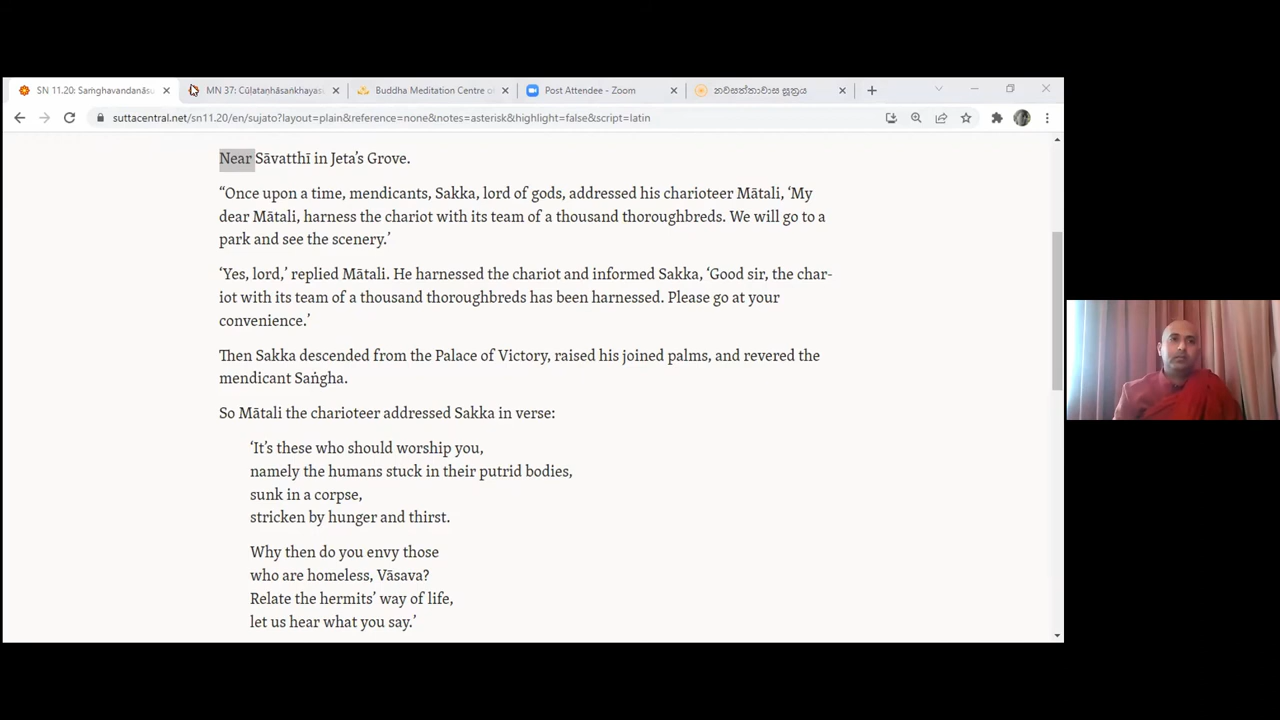 SN 11.20: Saṁghavandanāsu
MN 37: Cūḷataṇhāsaṅkhayas
Buddha Meditation Centre o
Post Attendee - Zoom
නවසත්තාවාස සූත්‍රය
suttacentral.net/sn11.20/en/sujato?layout=plain&reference=none&notes=asterisk&highlight=false&script=latin
Near Sāvatthī in Jeta’s Grove.
“Once upon a time, mendicants, Sakka, lord of gods, addressed his charioteer Mātali, ‘My
dear Mātali, harness the chariot with its team of a thousand thoroughbreds. We will go to a
park and see the scenery.’
‘Yes, lord,’ replied Mātali. He harnessed the chariot and informed Sakka, ‘Good sir, the char-
iot with its team of a thousand thoroughbreds has been harnessed. Please go at your
convenience.’
Then Sakka descended from the Palace of Victory, raised his joined palms, and revered the
mendicant Saṅgha.
So Mātali the charioteer addressed Sakka in verse:
‘It’s these who should worship you,
namely the humans stuck in their putrid bodies,
sunk in a corpse,
stricken by hunger and thirst.
Why then do you envy those
who are homeless, Vāsava?
Relate the hermits’ way of life,
let us hear what you say.’